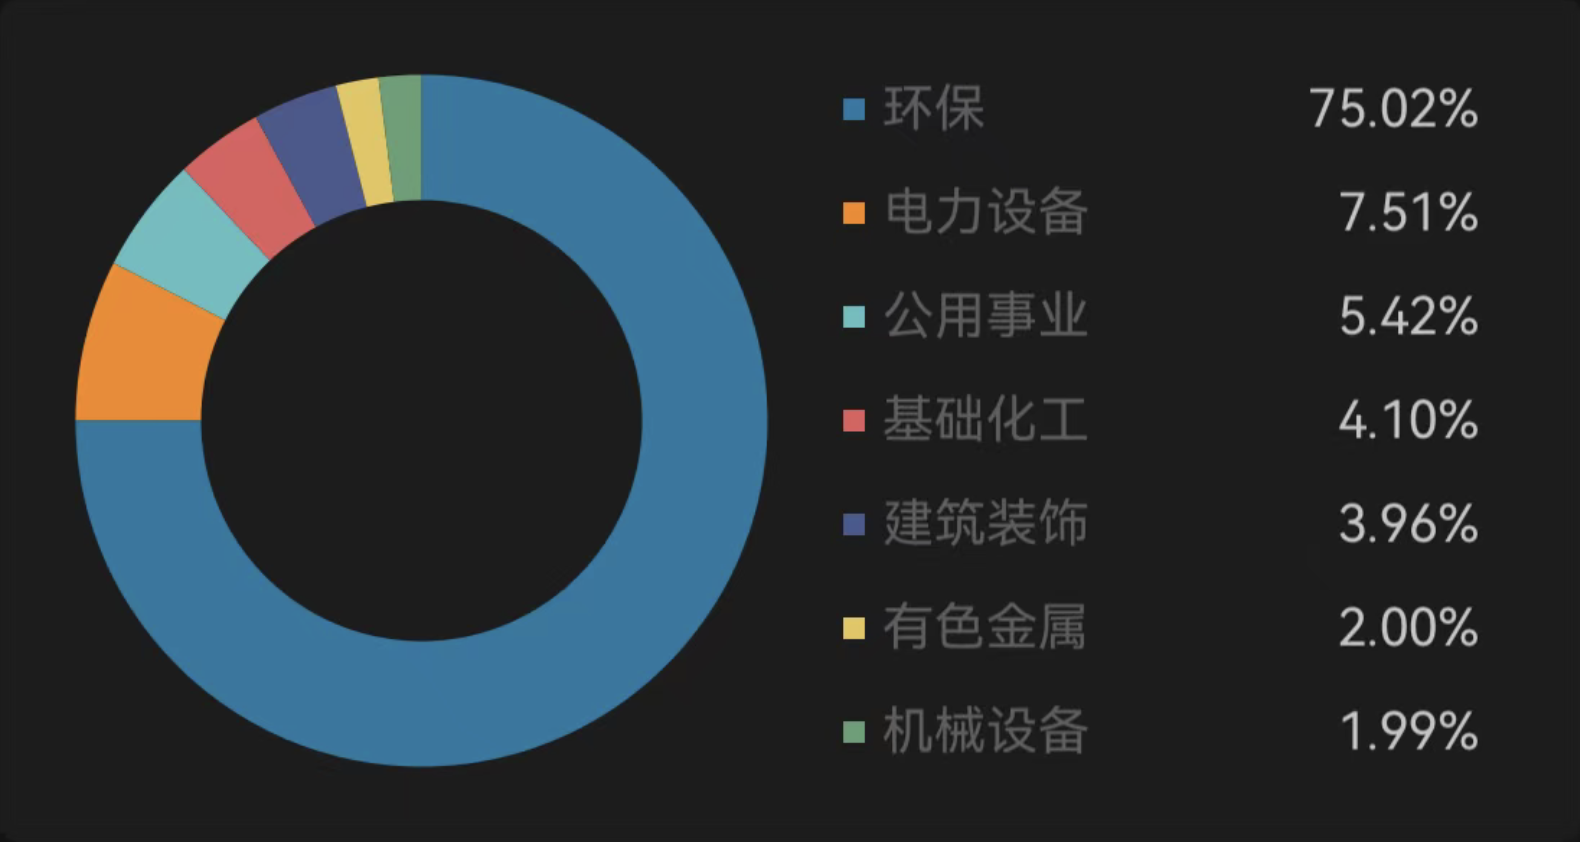 环保 75.02%
电力设备 7.51%
公用事业 5.42%
基础化工 4.10%
建筑装饰 3.96%
有色金属 2.00%
机械设备 1.99%